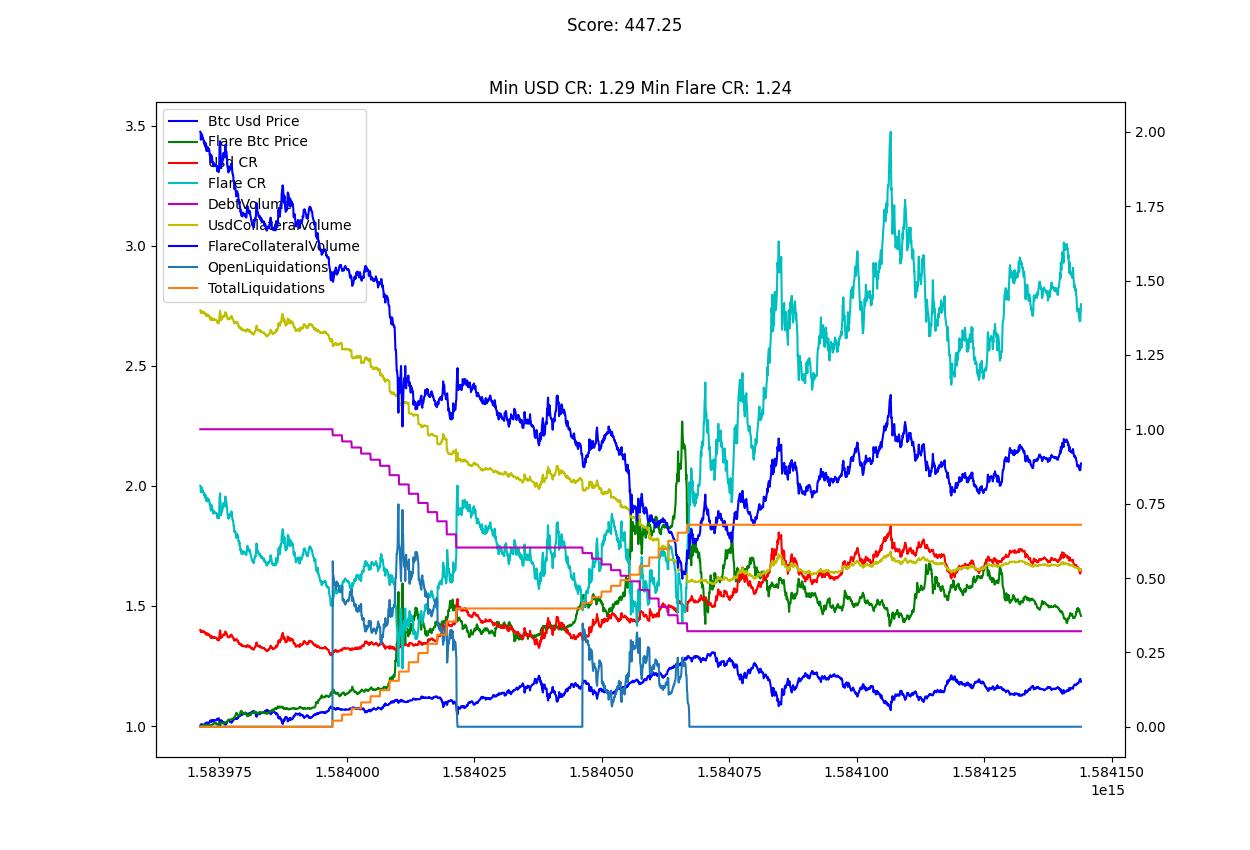 Score: 447.25
Min USD CR: 1.29 Min Flare CR: 1.24
Btc Usd Price
Flare Btc Price
Usd CR
Flare CR
DebtVolume
UsdCollateralVolume
FlareCollateralVolume
OpenLiquidations
TotalLiquidations
3.5
3.0
2.5
2.0
1.5
1.0
2.00
1.75
1.50
1.25
1.00
0.75
0.50
0.25
0.00
1.583975
1.584000
1.584025
1.584050
1.584075
1.584100
1.584125
1.584150
1e15